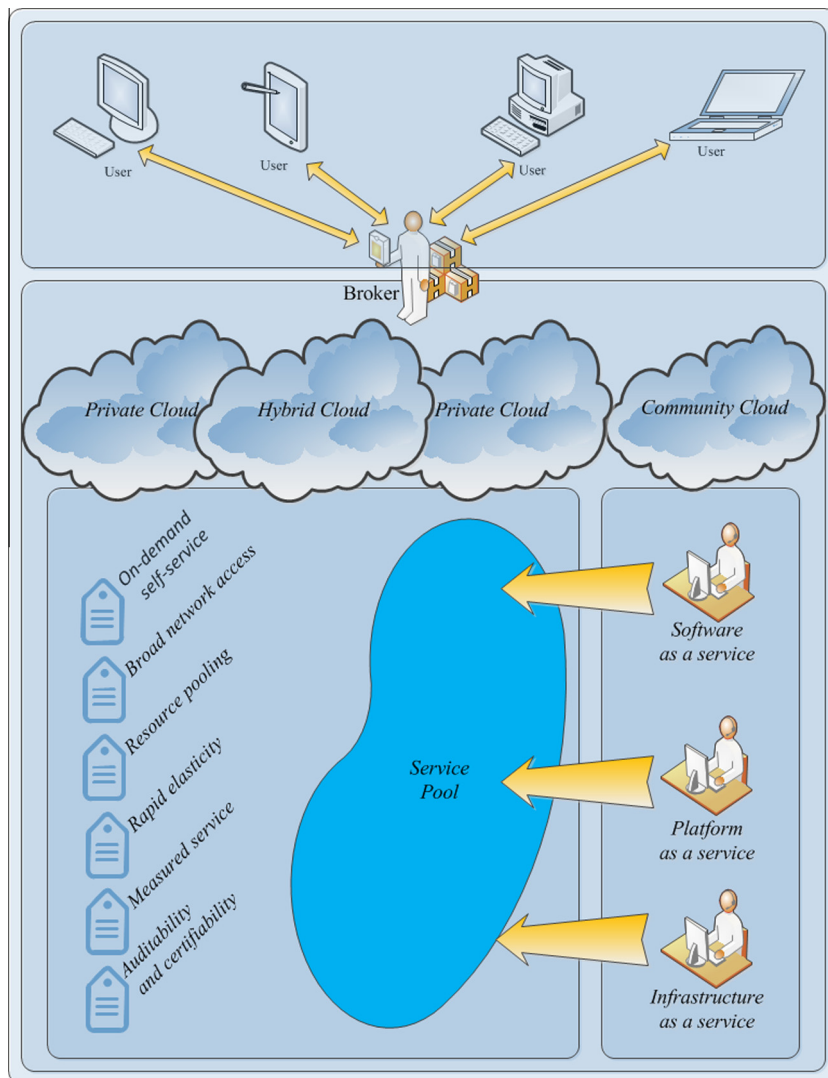 User
User
User
User
Broker
Private Cloud
Hybrid Cloud
Private Cloud
Community Cloud
On-demand
self-service
Broad network access
Resource pooling
Rapid elasticity
Measured service
Auditability
and certifiability
Service
Pool
Software
as a service
Platform
as a service
Infrastructure
as a service